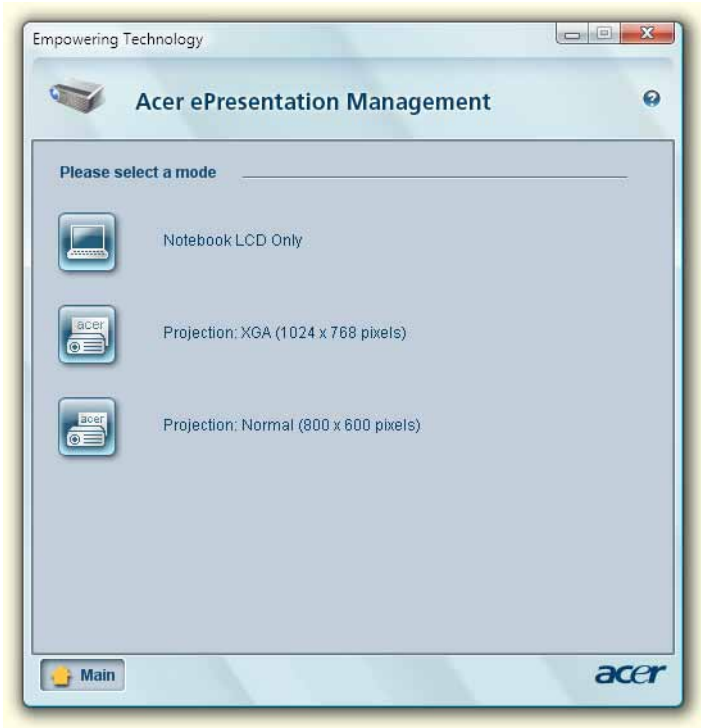 Empowering Technology
Acer ePresentation Management
Please select a mode
Notebook LCD Only
acer
Projection: XGA (1024 x 768 pixels)
acer
Projection: Normal (800 x 600 pixels)
Main
acer